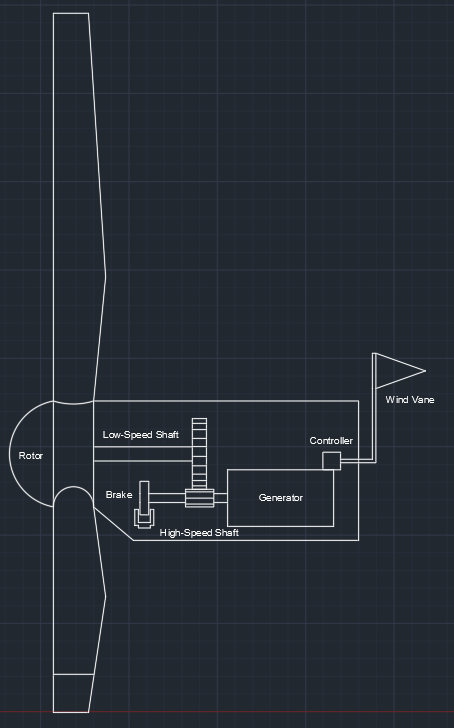 Wind Vane
Low-Speed Shaft
Controller
Rotor
Brake
Generator
High-Speed Shaft